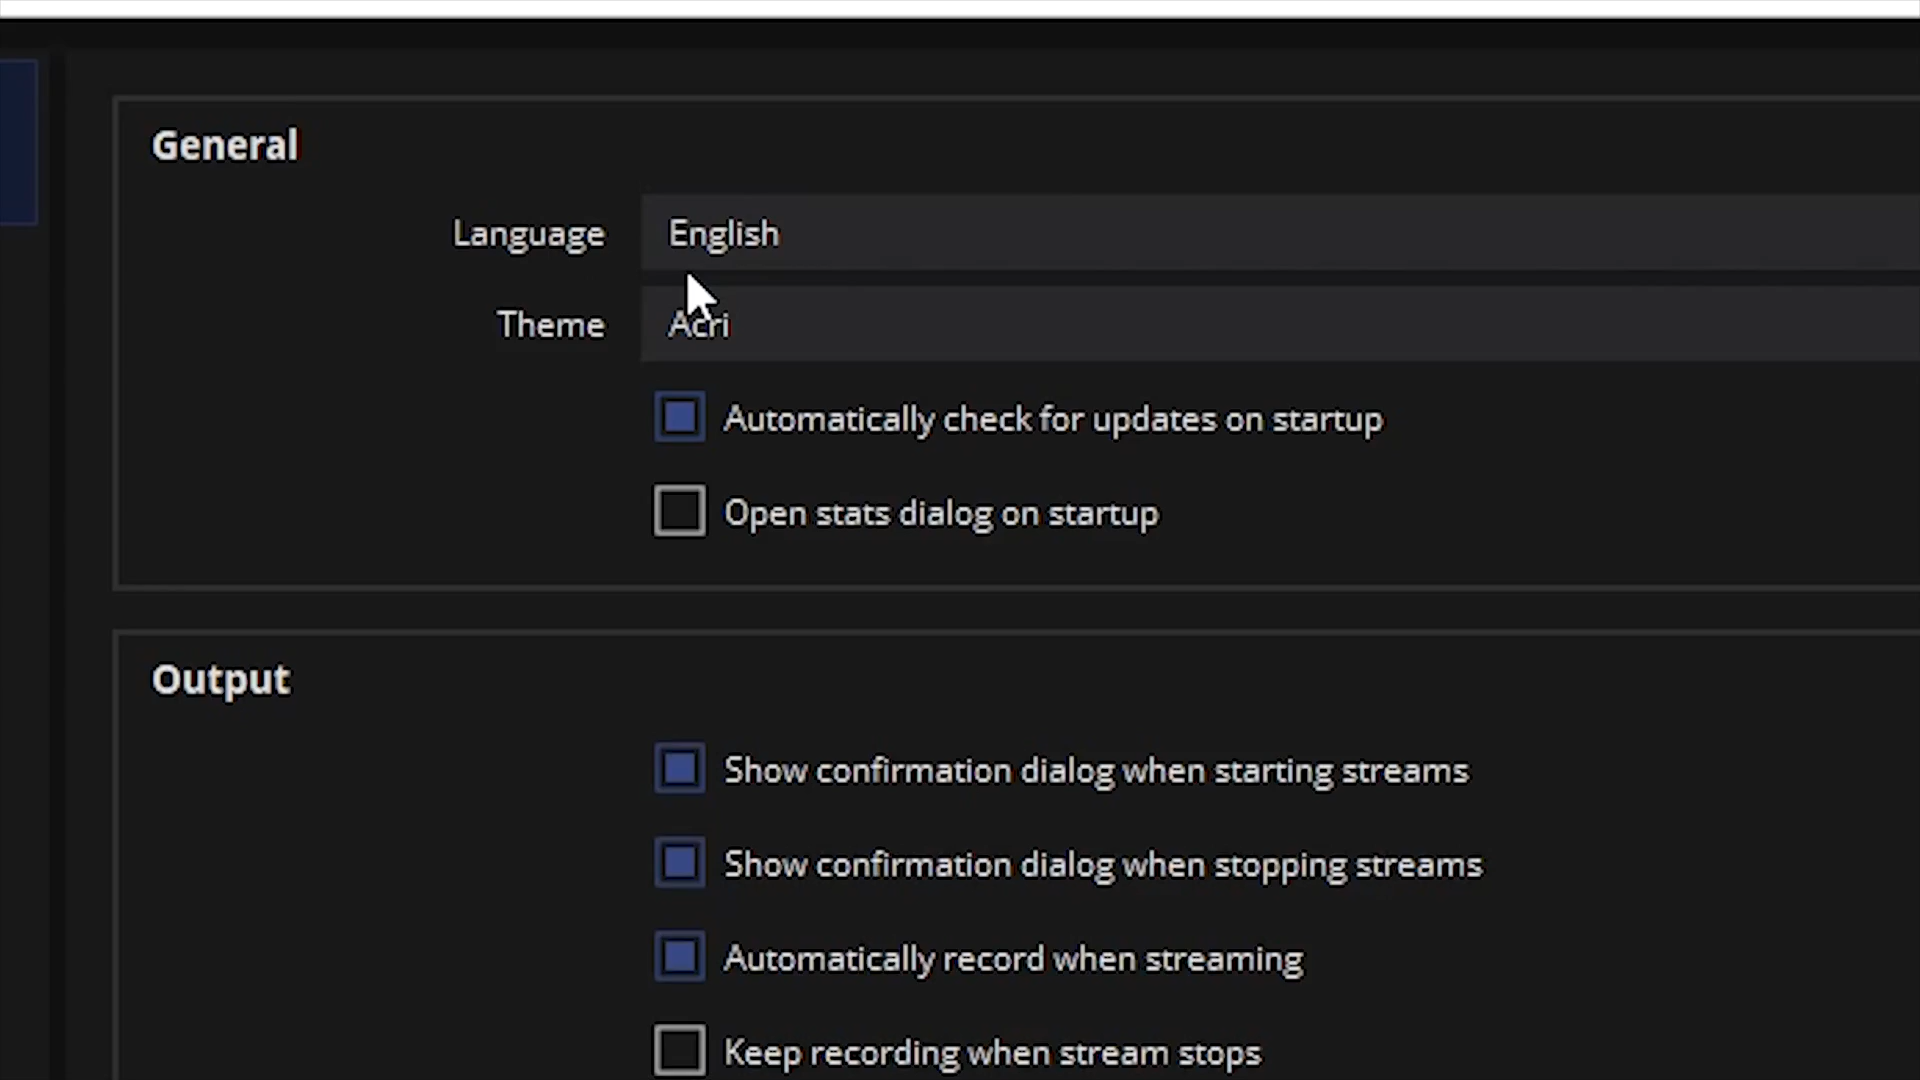 General
Language English
Theme Acri
Automatically check for updates on startup
Open stats dialog on startup
Output
Show confirmation dialog when starting streams
Show confirmation dialog when stopping streams
Automatically record when streaming
Keep recording when stream stops